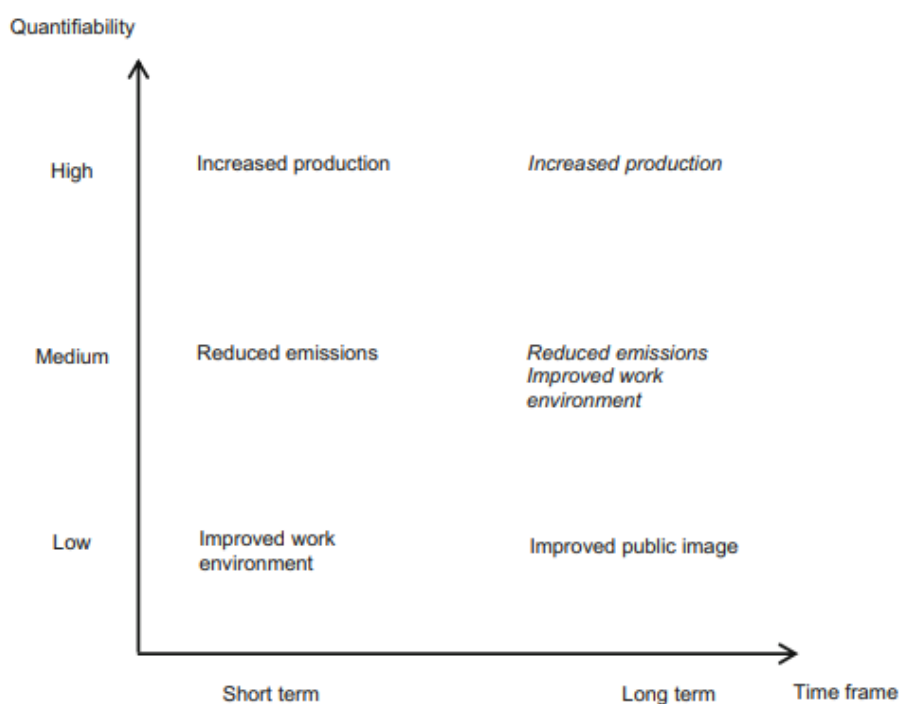 Quantifiability
High
Increased production
Increased production
Medium
Reduced emissions
Reduced emissions
Improved work
environment
Low
Improved work
environment
Improved public image
Short term
Long term
Time frame